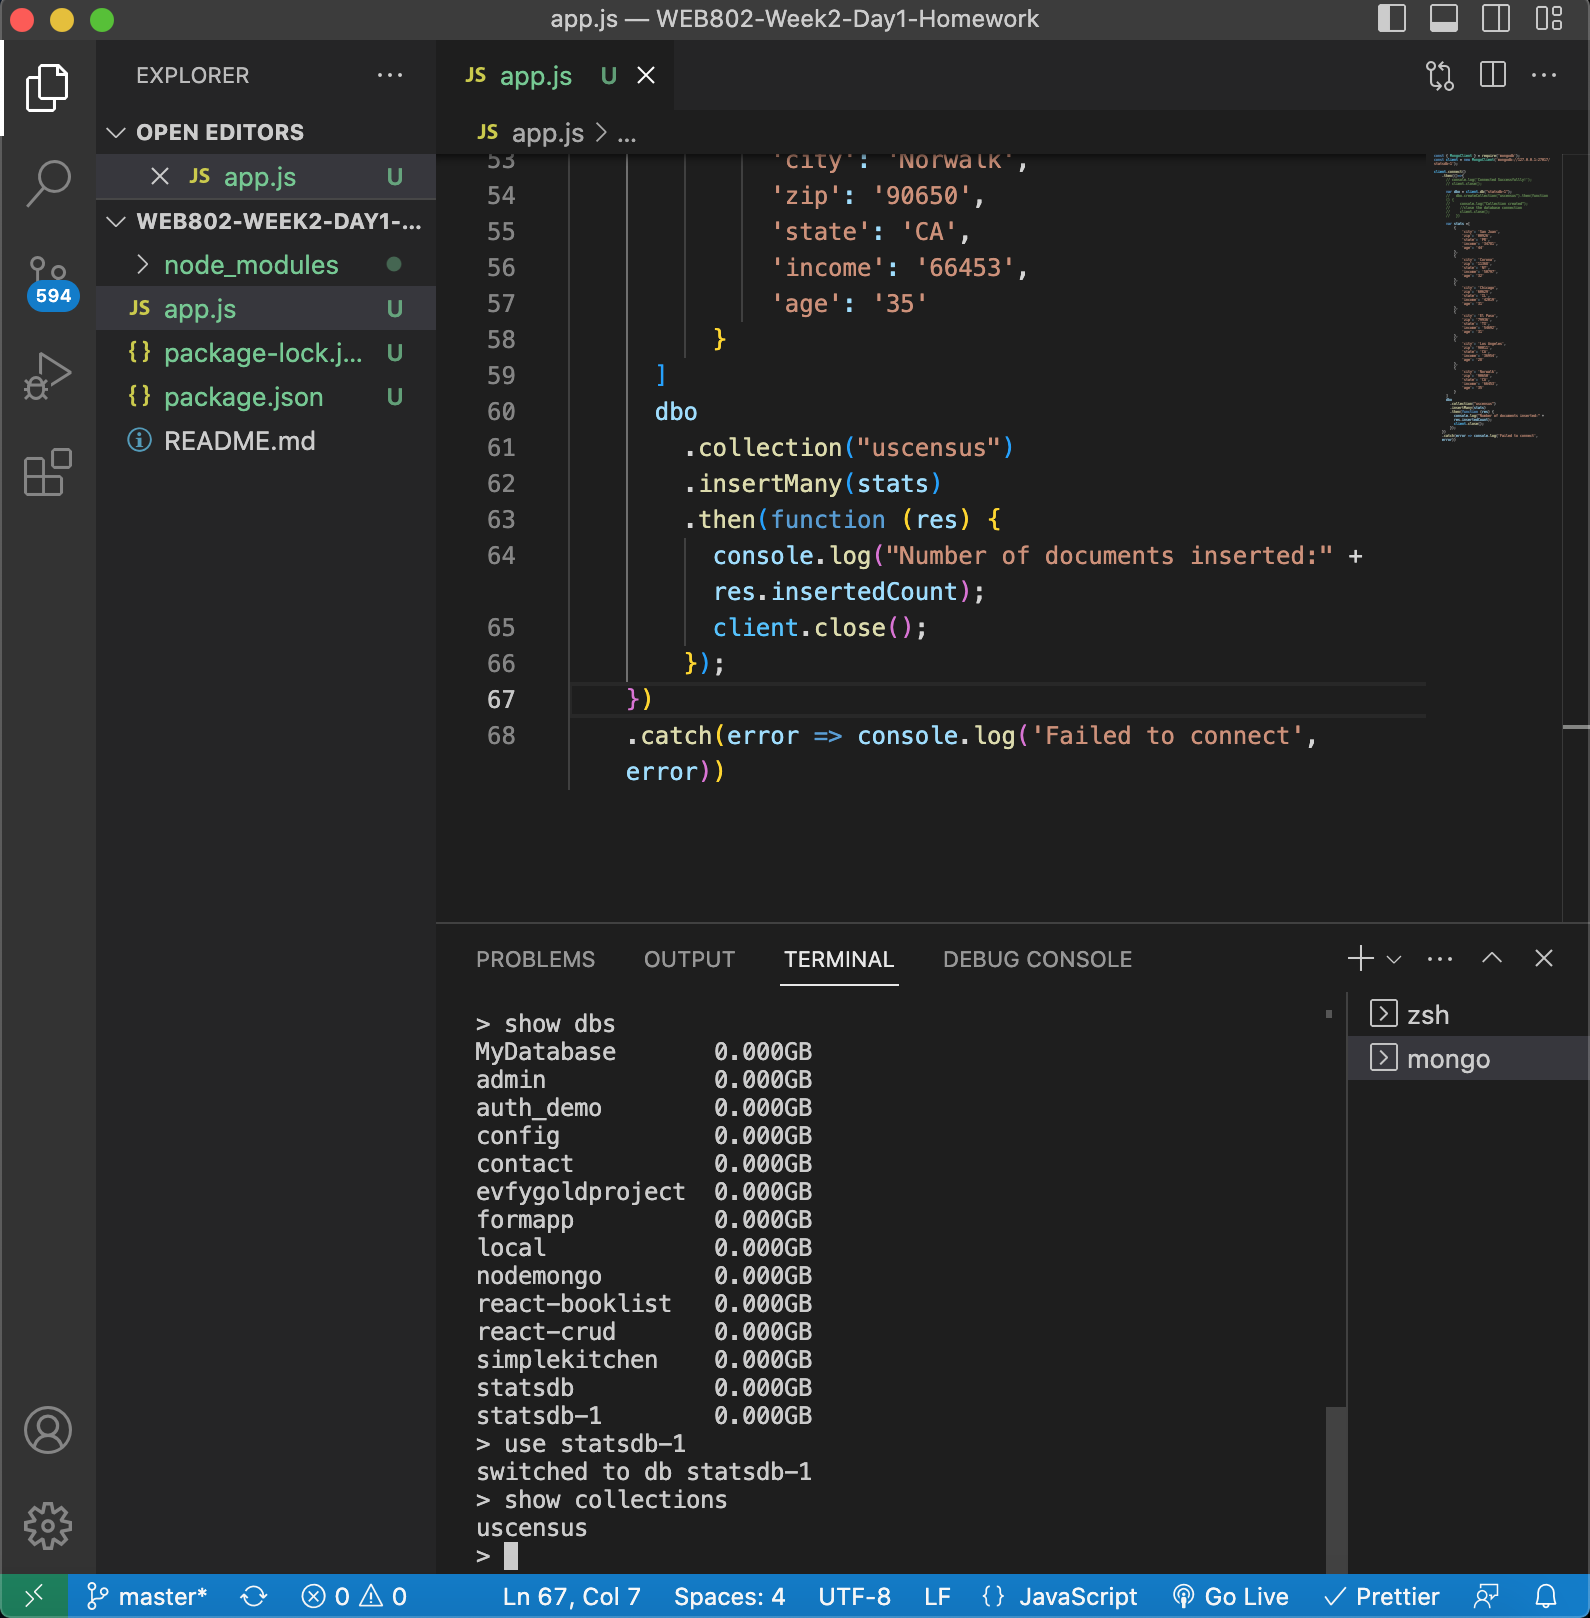 app.js — WEB802-Week2-Day1-Homework
EXPLORER
OPEN EDITORS
JS app.js U
WEB802-WEEK2-DAY1-...
node_modules
JS app.js U
{} package-lock.j... U
{} package.json U
README.md
594
JS app.js U
JS app.js > ...
53 'city': 'Norwalk',
54 'zip': '90650',
55 'state': 'CA',
56 'income': '66453',
57 'age': '35'
58 }
59 ]
60 dbo
61 .collection("uscensus")
62 .insertMany(stats)
63 .then(function (res) {
64 console.log("Number of documents inserted:" +
res.insertedCount);
65 client.close();
66 });
67 })
68 .catch(error => console.log('Failed to connect',
error))
PROBLEMS OUTPUT TERMINAL DEBUG CONSOLE
> show dbs
MyDatabase 0.000GB
admin 0.000GB
auth_demo 0.000GB
config 0.000GB
contact 0.000GB
evfygoldproject 0.000GB
formapp 0.000GB
local 0.000GB
nodemongo 0.000GB
react-booklist 0.000GB
react-crud 0.000GB
simplekitchen 0.000GB
statsdb 0.000GB
statsdb-1 0.000GB
> use statsdb-1
switched to db statsdb-1
> show collections
uscensus
>
zsh
mongo
master* 0 0 Ln 67, Col 7 Spaces: 4 UTF-8 LF {} JavaScript Go Live Prettier